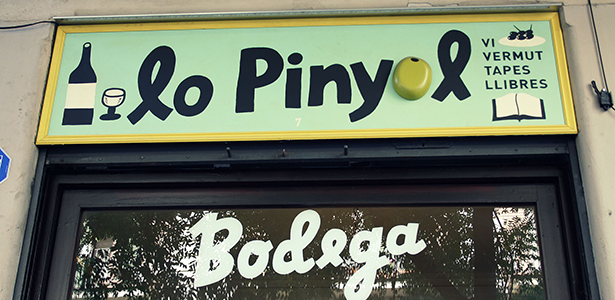 lo Pinyol
VI
VERMUT
TAPES
LLIBRES
7
Bodega